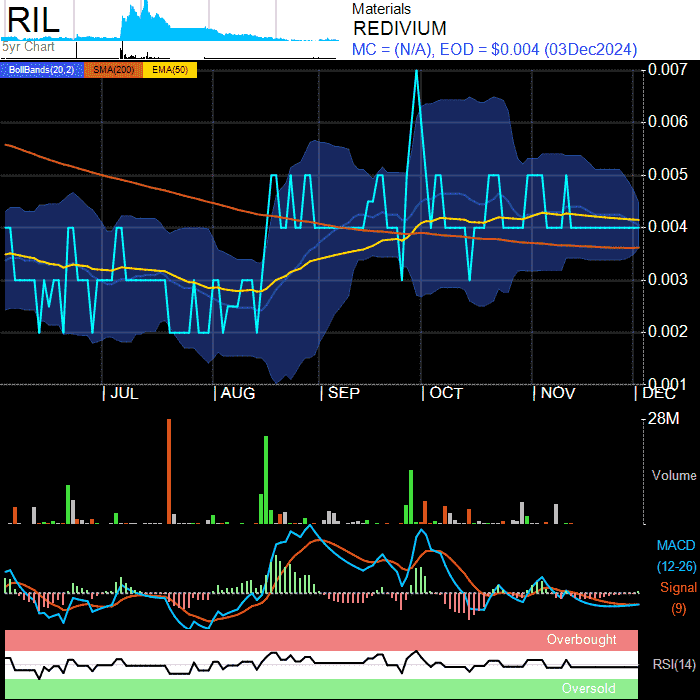 RIL
Materials
REDIVIUM
5yr Chart
MC = (N/A), EOD = $0.004 (03Dec2024)
BollBands(20,2) SMA(200) EMA(50)
0.007
0.006
0.005
0.004
0.003
0.002
0.001
JUL AUG SEP OCT NOV DEC
28M
Volume
MACD
(12-26)
Signal
(9)
Overbought
RSI(14)
Oversold